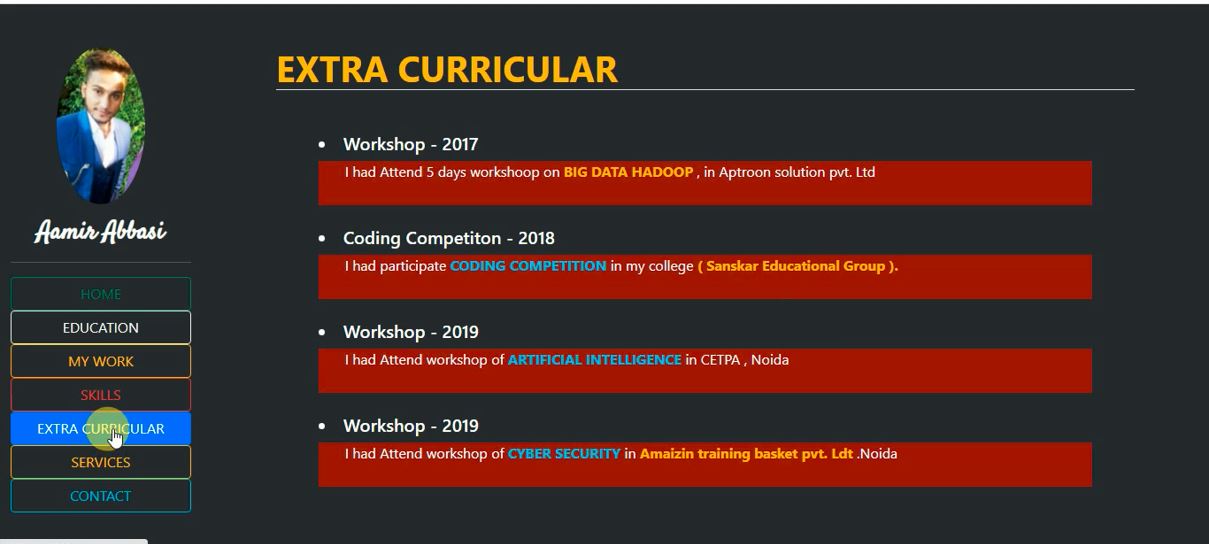 EXTRA CURRICULAR
Aamir Abbasi
HOME
EDUCATION
MY WORK
SKILLS
EXTRA CURRICULAR
SERVICES
CONTACT
Workshop - 2017
I had Attend 5 days workshoop on BIG DATA HADOOP , in Aptroon solution pvt. Ltd
Coding Competiton - 2018
I had participate CODING COMPETITION in my college ( Sanskar Educational Group ).
Workshop - 2019
I had Attend workshop of ARTIFICIAL INTELLIGENCE in CETPA , Noida
Workshop - 2019
I had Attend workshop of CYBER SECURITY in Amaizin training basket pvt. Ldt .Noida